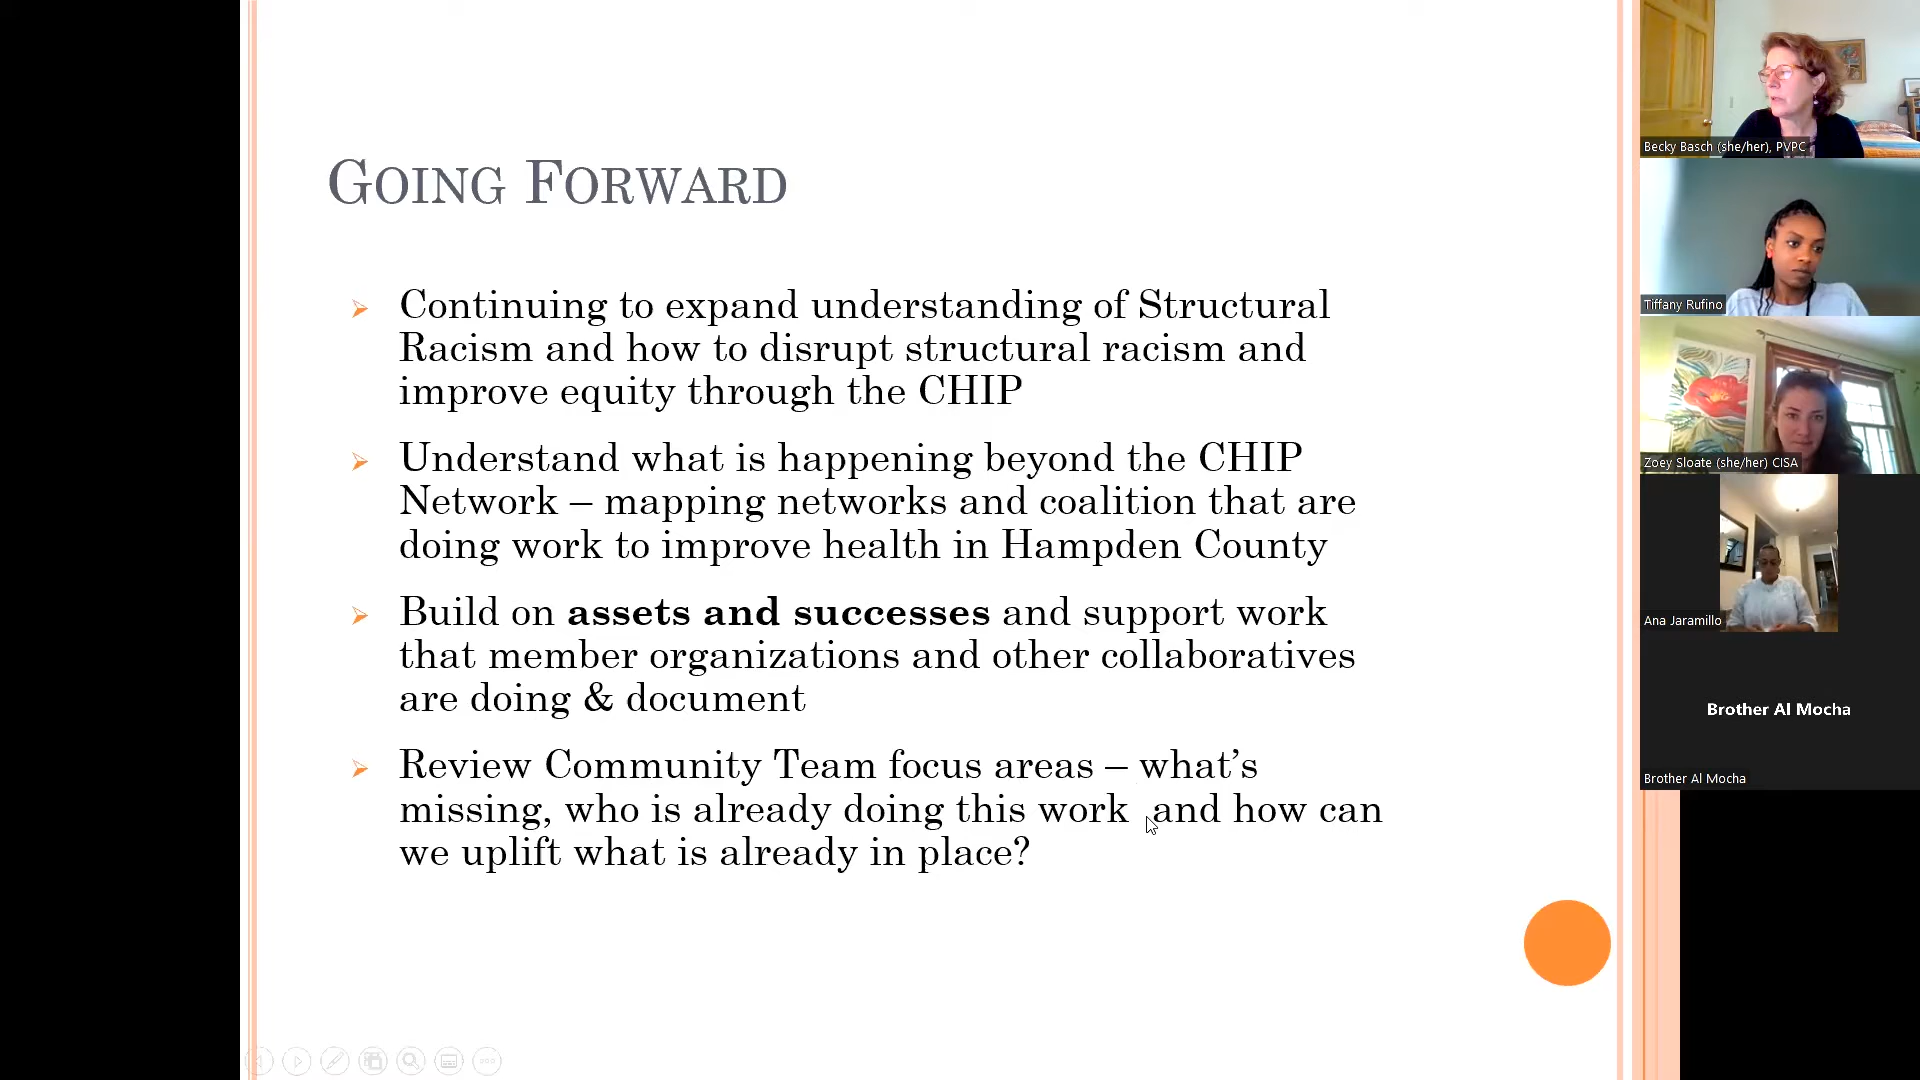 GOING FORWARD
Continuing to expand understanding of Structural
Racism and how to disrupt structural racism and
improve equity through the CHIP
Understand what is happening beyond the CHIP
Network – mapping networks and coalition that are
doing work to improve health in Hampden County
Build on assets and successes and support work
that member organizations and other collaboratives
are doing & document
Review Community Team focus areas – what's
missing, who is already doing this work and how can
we uplift what is already in place?
Becky Basch (she/her), PVPC
Tiffany Rufino
Zoey Sloate (she/her) CISA
Ana Jaramillo
Brother Al Mocha
Brother Al Mocha